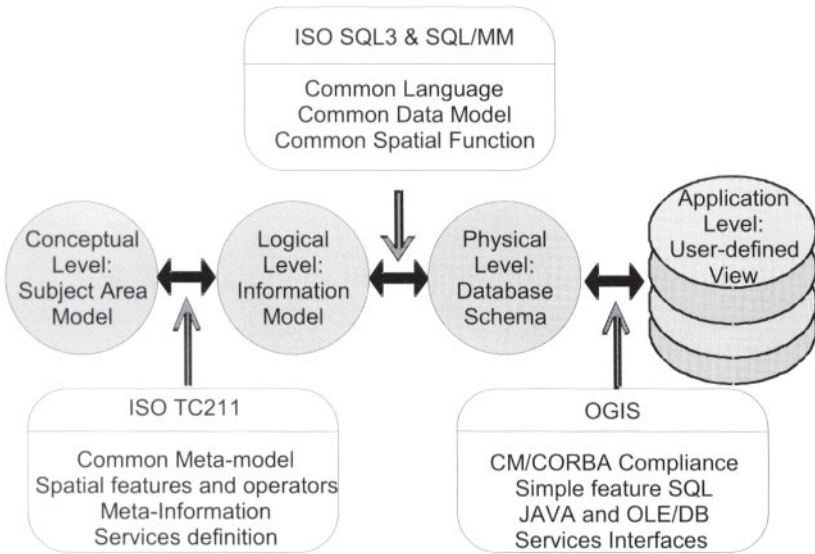 ISO SQL3 & SQL/MM
Common Language
Common Data Model
Common Spatial Function
Conceptual
Level:
Subject Area
Model
Logical
Level:
Information
Model
Physical
Level:
Database
Schema
Application
Level:
User-defined
View
ISO TC211
Common Meta-model
Spatial features and operators
Meta-Information
Services definition
OGIS
CM/CORBA Compliance
Simple feature SQL
JAVA and OLE/DB
Services Interfaces